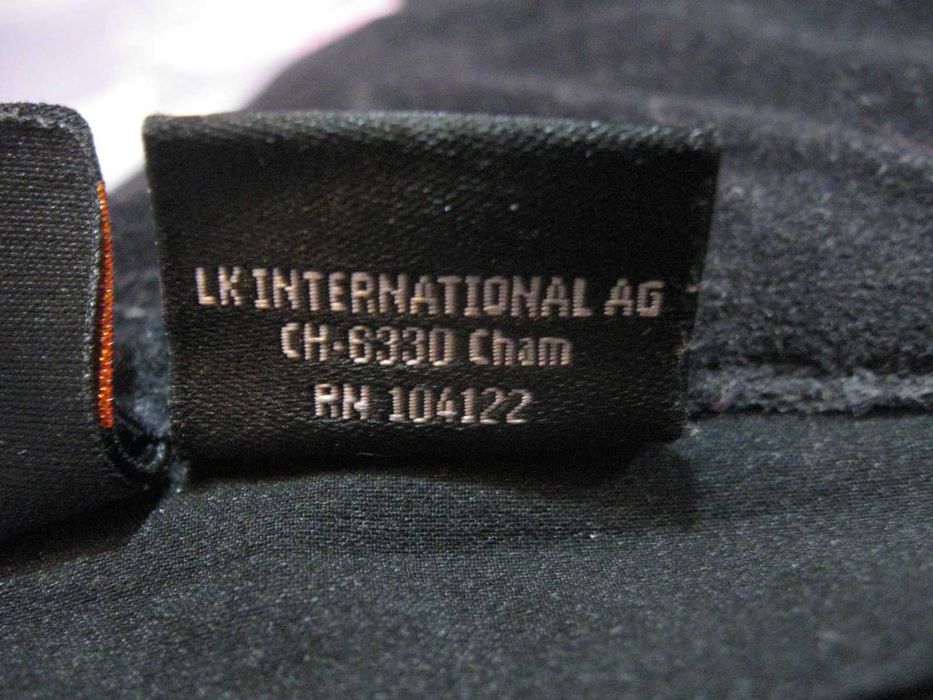 LK INTERNATIONAL AG
CH-6330 Cham
RN 104122